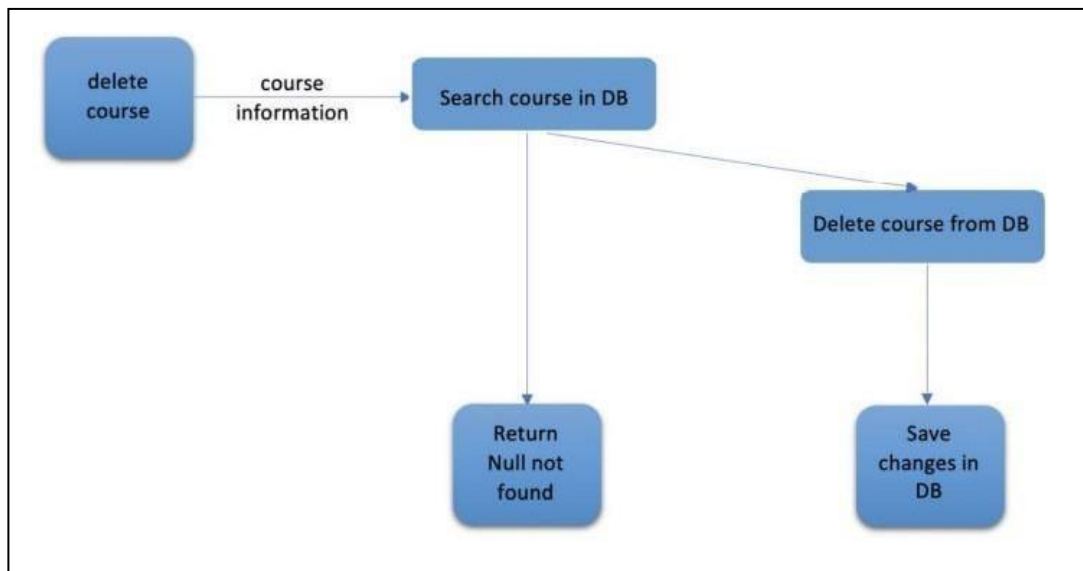 delete
course
course
information
Search course in DB
Delete course from DB
Return
Null not
found
Save
changes in
DB